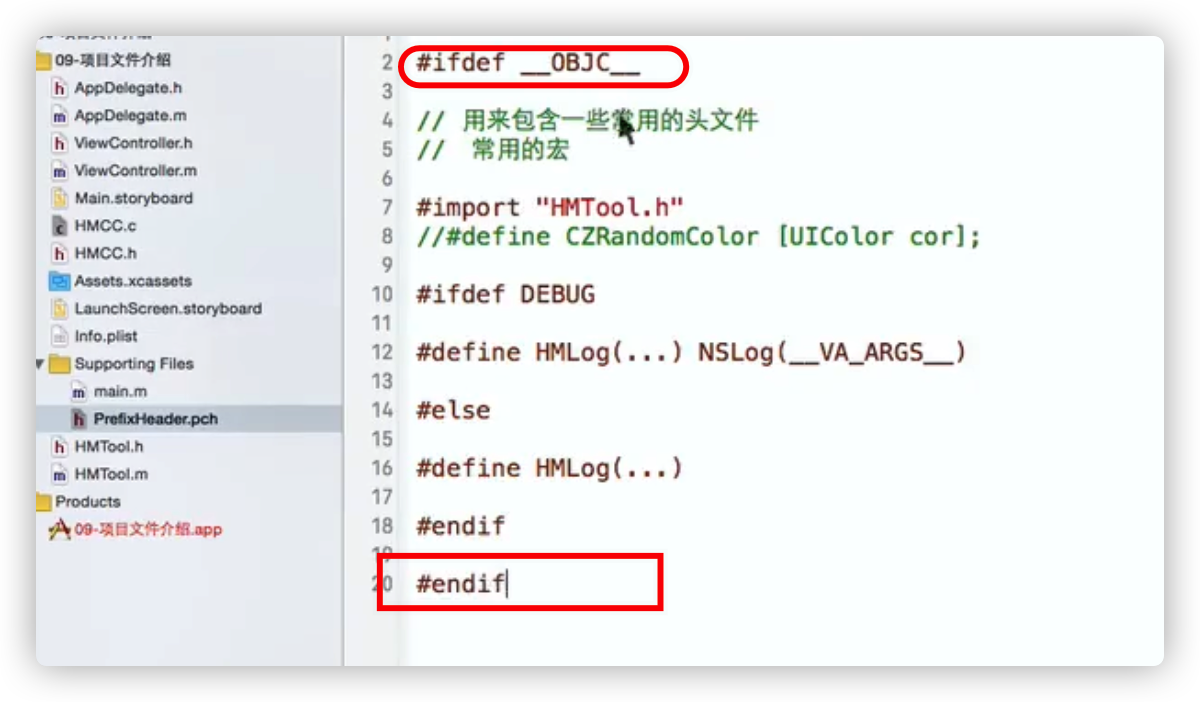 09-项目文件介绍
AppDelegate.h
AppDelegate.m
ViewController.h
ViewController.m
Main.storyboard
HMCC.c
HMCC.h
Assets.xcassets
LaunchScreen.storyboard
Info.plist
Supporting Files
main.m
PrefixHeader.pch
HMTool.h
HMTool.m
Products
09-项目文件介绍.app
2 #ifdef __OBJC__
3
4 // 用来包含一些常用的头文件
5 // 常用的宏
6
7 #import "HMTool.h"
8 //#define CZRandomColor [UIColor cor];
9
10 #ifdef DEBUG
11
12 #define HMLog(...) NSLog(__VA_ARGS__)
13
14 #else
15
16 #define HMLog(...)
17
18 #endif
19
20 #endif